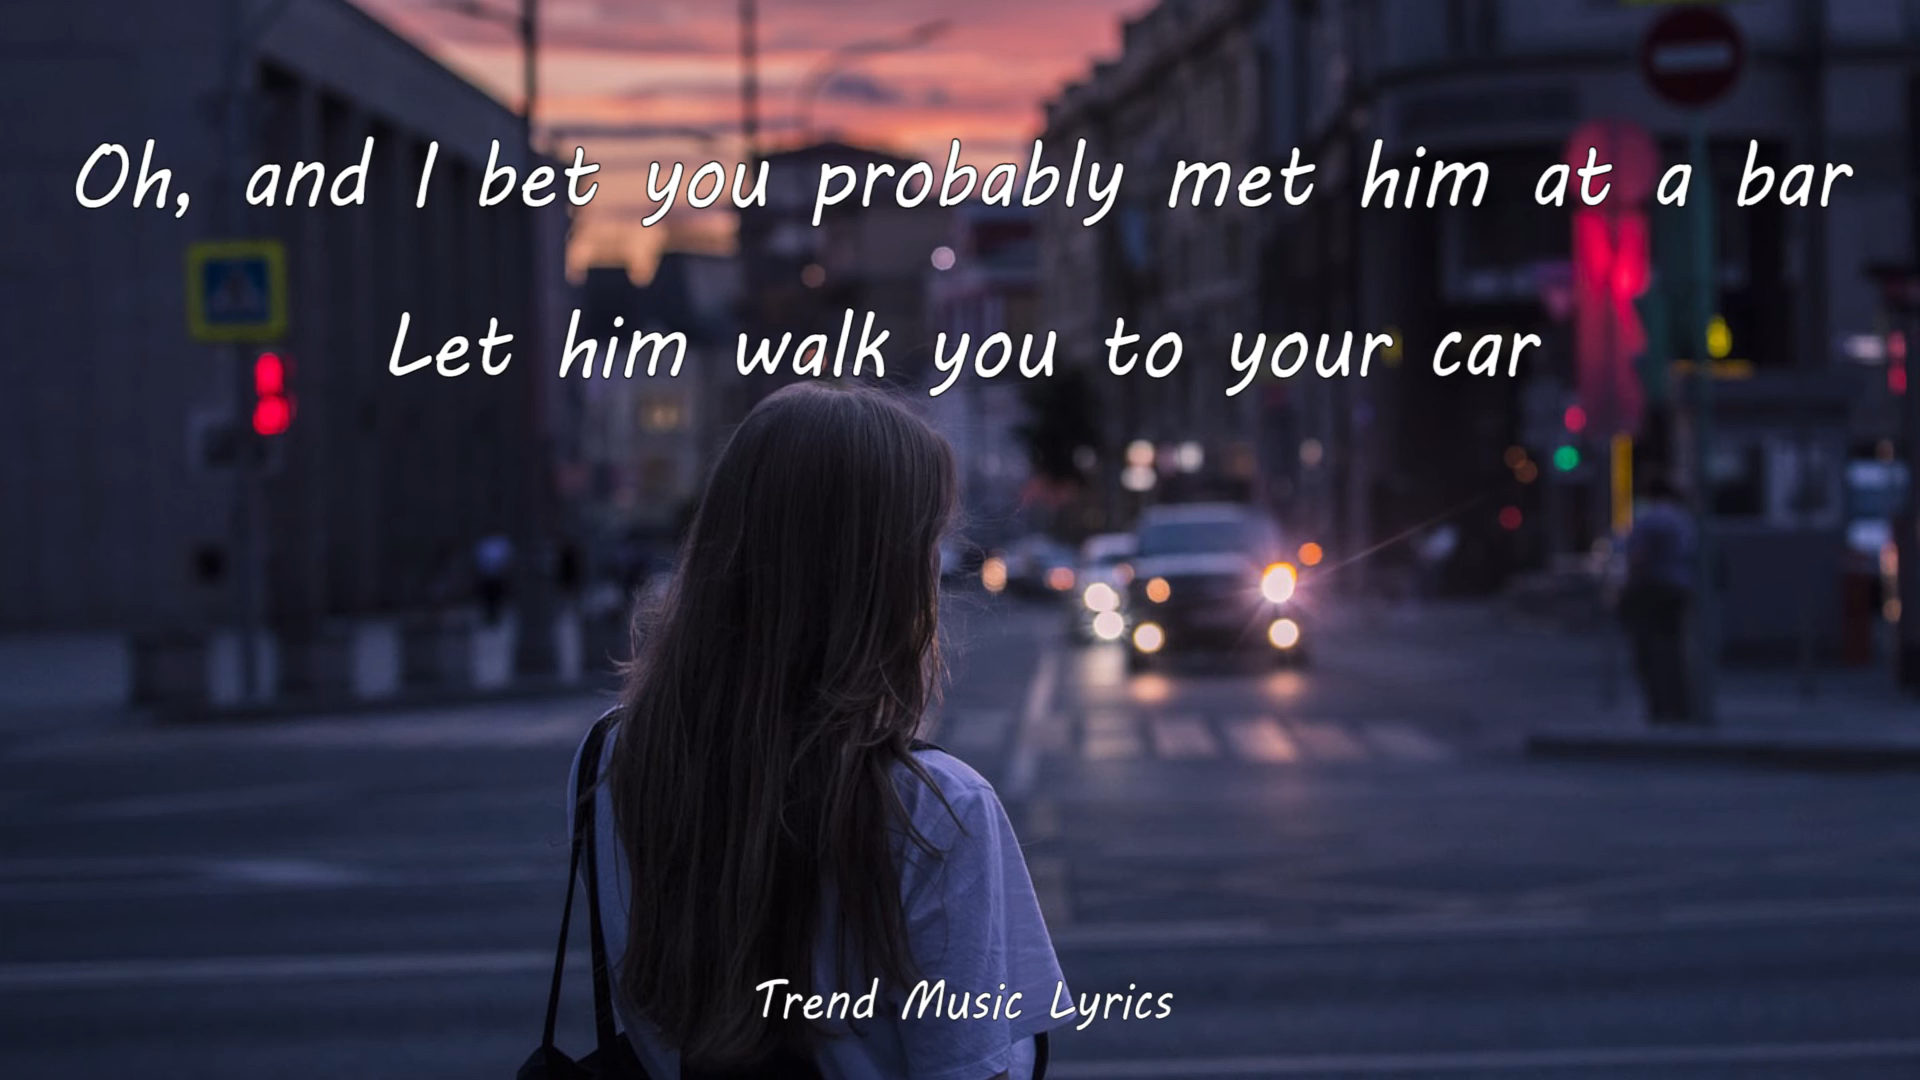 Oh, and I bet you probably met him at a bar
Let him walk you to your car
Trend Music Lyrics